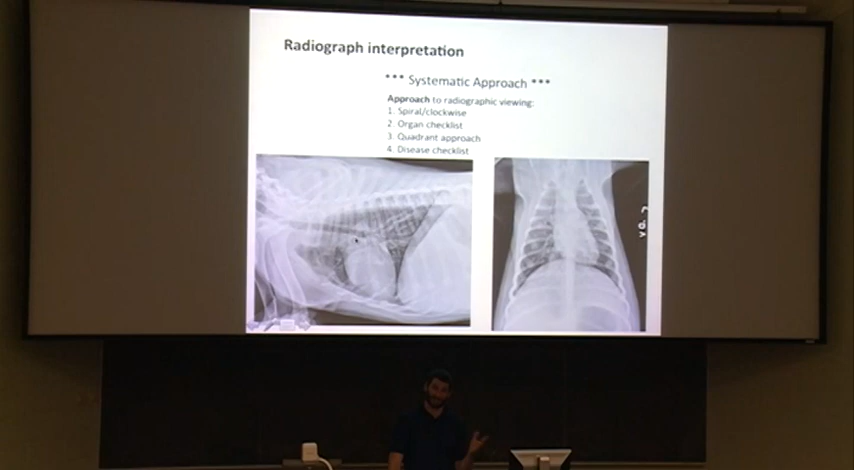 Radiograph interpretation
*** Systematic Approach ***
Approach to radiographic viewing:
1. Spiral/clockwise
2. Organ checklist
3. Quadrant approach
4. Disease checklist